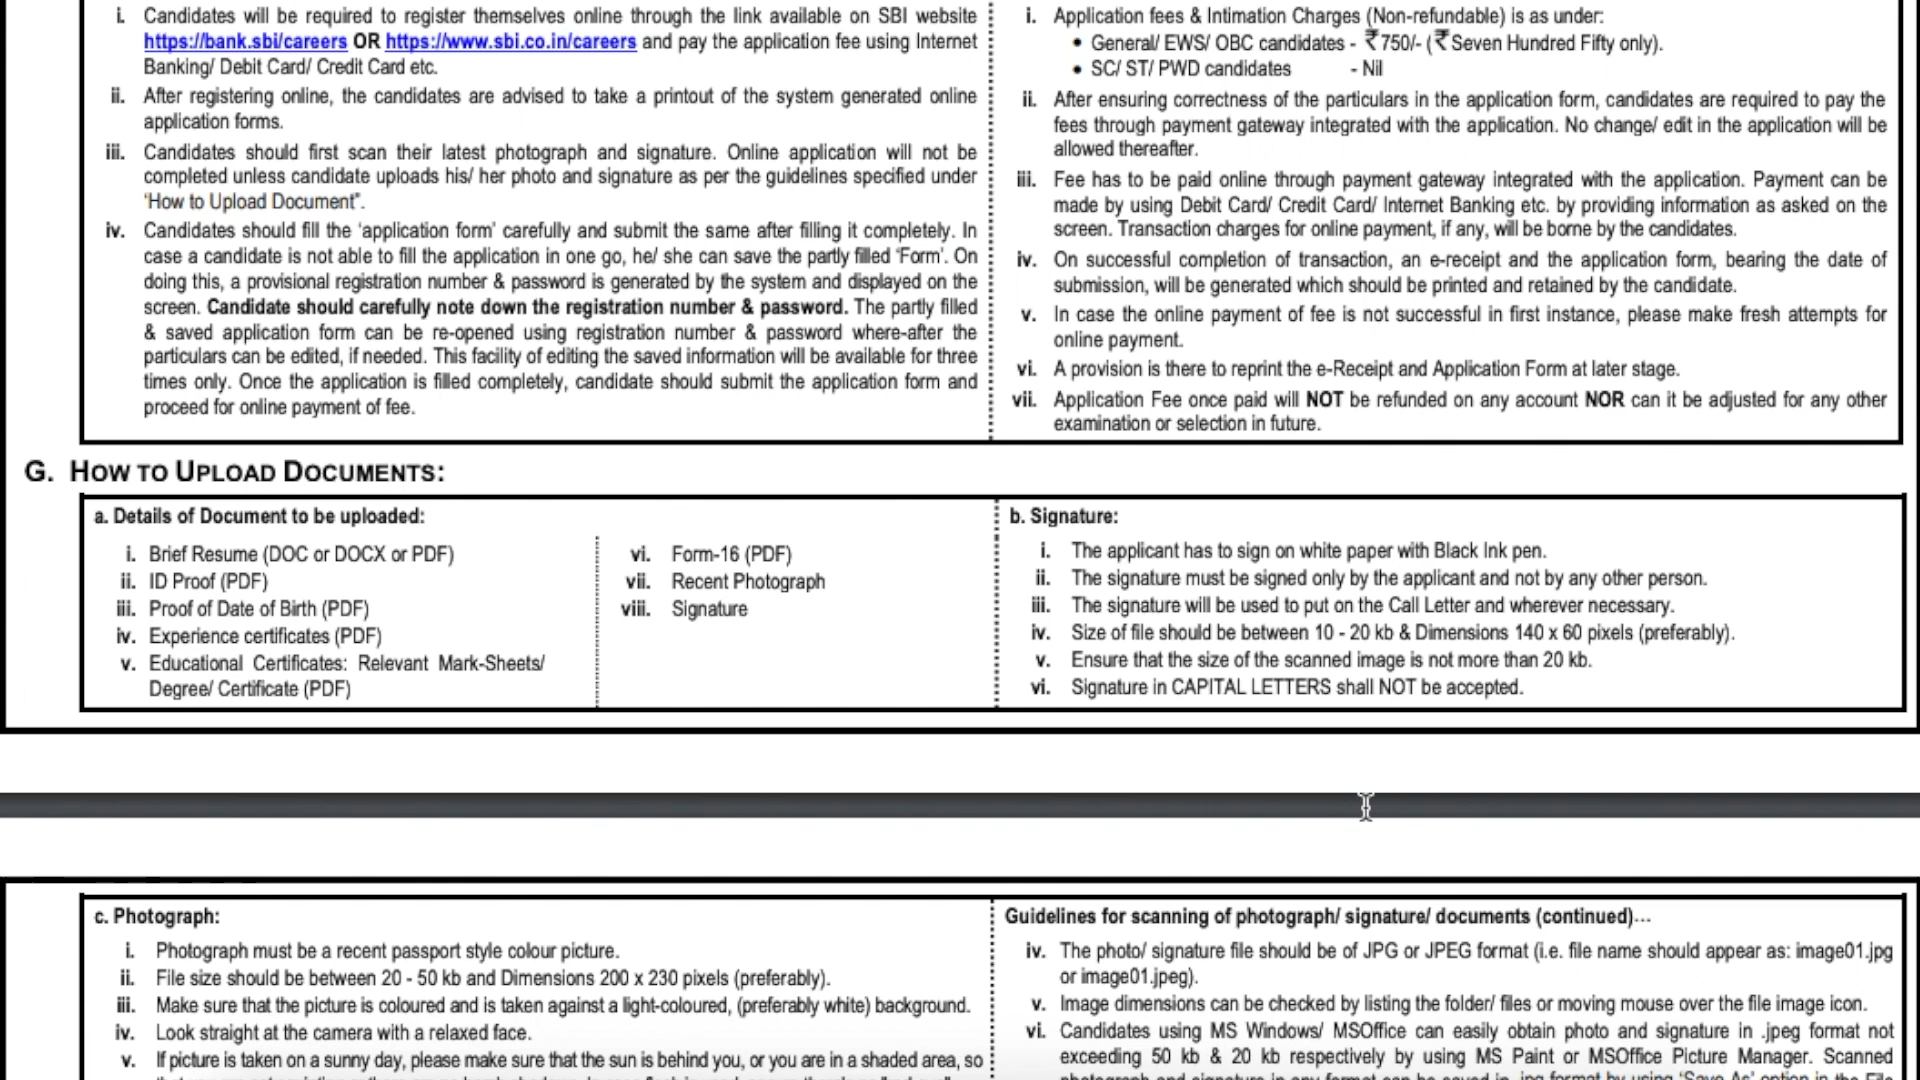 i. Candidates will be required to register themselves online through the link available on SBI website
https://bank.sbi/careers OR https://www.sbi.co.in/careers and pay the application fee using Internet
Banking/ Debit Card/ Credit Card etc.
ii. After registering online, the candidates are advised to take a printout of the system generated online
application forms.
iii. Candidates should first scan their latest photograph and signature. Online application will not be
completed unless candidate uploads his/ her photo and signature as per the guidelines specified under
‘How to Upload Document”.
iv. Candidates should fill the ‘application form’ carefully and submit the same after filling it completely. In
case a candidate is not able to fill the application in one go, he/ she can save the partly filled ‘Form’. On
doing this, a provisional registration number & password is generated by the system and displayed on the
screen. Candidate should carefully note down the registration number & password. The partly filled
& saved application form can be re-opened using registration number & password where-after the
particulars can be edited, if needed. This facility of editing the saved information will be available for three
times only. Once the application is filled completely, candidate should submit the application form and
proceed for online payment of fee.
i. Application fees & Intimation Charges (Non-refundable) is as under:
• General/ EWS/ OBC candidates - ₹750/- (₹Seven Hundred Fifty only).
• SC/ ST/ PWD candidates - Nil
ii. After ensuring correctness of the particulars in the application form, candidates are required to pay the
fees through payment gateway integrated with the application. No change/ edit in the application will be
allowed thereafter.
iii. Fee has to be paid online through payment gateway integrated with the application. Payment can be
made by using Debit Card/ Credit Card/ Internet Banking etc. by providing information as asked on the
screen. Transaction charges for online payment, if any, will be borne by the candidates.
iv. On successful completion of transaction, an e-receipt and the application form, bearing the date of
submission, will be generated which should be printed and retained by the candidate.
v. In case the online payment of fee is not successful in first instance, please make fresh attempts for
online payment.
vi. A provision is there to reprint the e-Receipt and Application Form at later stage.
vii. Application Fee once paid will NOT be refunded on any account NOR can it be adjusted for any other
examination or selection in future.
G. HOW TO UPLOAD DOCUMENTS:
a. Details of Document to be uploaded:
i. Brief Resume (DOC or DOCX or PDF)
ii. ID Proof (PDF)
iii. Proof of Date of Birth (PDF)
iv. Experience certificates (PDF)
v. Educational Certificates: Relevant Mark-Sheets/
Degree/ Certificate (PDF)
vi. Form-16 (PDF)
vii. Recent Photograph
viii. Signature
b. Signature:
i. The applicant has to sign on white paper with Black Ink pen.
ii. The signature must be signed only by the applicant and not by any other person.
iii. The signature will be used to put on the Call Letter and wherever necessary.
iv. Size of file should be between 10 - 20 kb & Dimensions 140 x 60 pixels (preferably).
v. Ensure that the size of the scanned image is not more than 20 kb.
vi. Signature in CAPITAL LETTERS shall NOT be accepted.
c. Photograph:
i. Photograph must be a recent passport style colour picture.
ii. File size should be between 20 - 50 kb and Dimensions 200 x 230 pixels (preferably).
iii. Make sure that the picture is coloured and is taken against a light-coloured, (preferably white) background.
iv. Look straight at the camera with a relaxed face.
v. If picture is taken on a sunny day, please make sure that the sun is behind you, or you are in a shaded area, so
Guidelines for scanning of photograph/ signature/ documents (continued)…
iv. The photo/ signature file should be of JPG or JPEG format (i.e. file name should appear as: image01.jpg
or image01.jpeg).
v. Image dimensions can be checked by listing the folder/ files or moving mouse over the file image icon.
vi. Candidates using MS Windows/ MSOffice can easily obtain photo and signature in .jpeg format not
exceeding 50 kb & 20 kb respectively by using MS Paint or MSOffice Picture Manager. Scanned